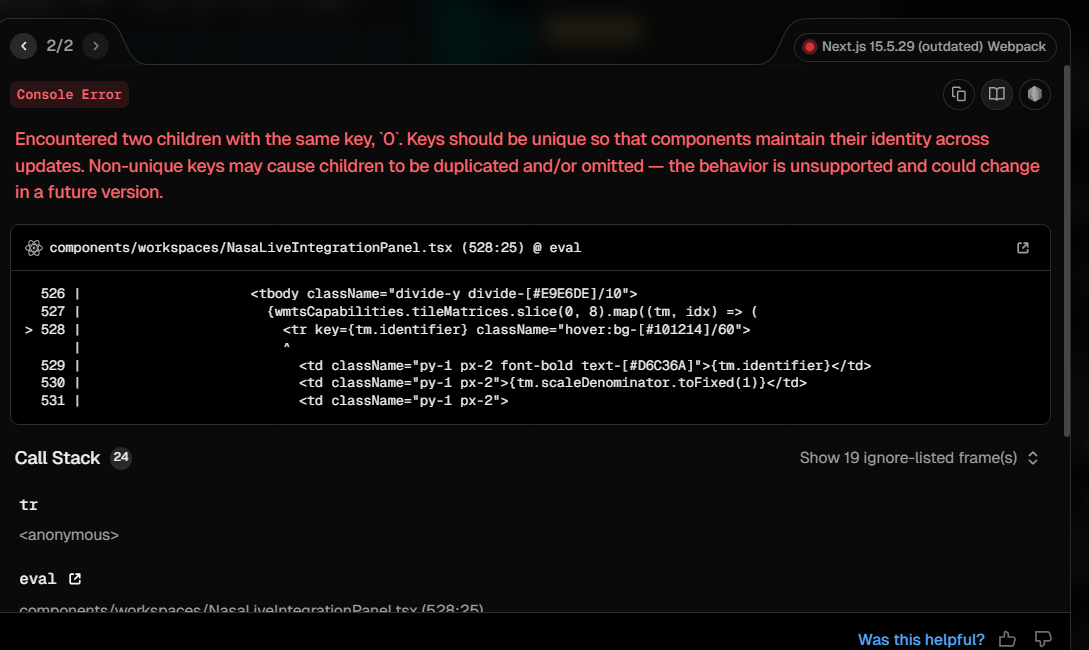 2/2
Next.js 15.5.29 (outdated) Webpack
Console Error
Encountered two children with the same key, `0`. Keys should be unique so that components maintain their identity across
updates. Non-unique keys may cause children to be duplicated and/or omitted — the behavior is unsupported and could change
in a future version.
components/workspaces/NasaLiveIntegrationPanel.tsx (528:25) @ eval
526 | <tbody className="divide-y divide-[#E9E6DE]/10">
527 | {wmtsCapabilities.tileMatrices.slice(0, 8).map((tm, idx) => (
> 528 | <tr key={tm.identifier} className="hover:bg-[#101214]/60">
| ^
529 | <td className="py-1 px-2 font-bold text-[#D6C36A]">{tm.identifier}</td>
530 | <td className="py-1 px-2">{tm.scaleDenominator.toFixed(1)}</td>
531 | <td className="py-1 px-2">
Call Stack 24
Show 19 ignore-listed frame(s)
tr
<anonymous>
eval
components/workspaces/NasaLiveIntegrationPanel.tsx (528:25)
Was this helpful?